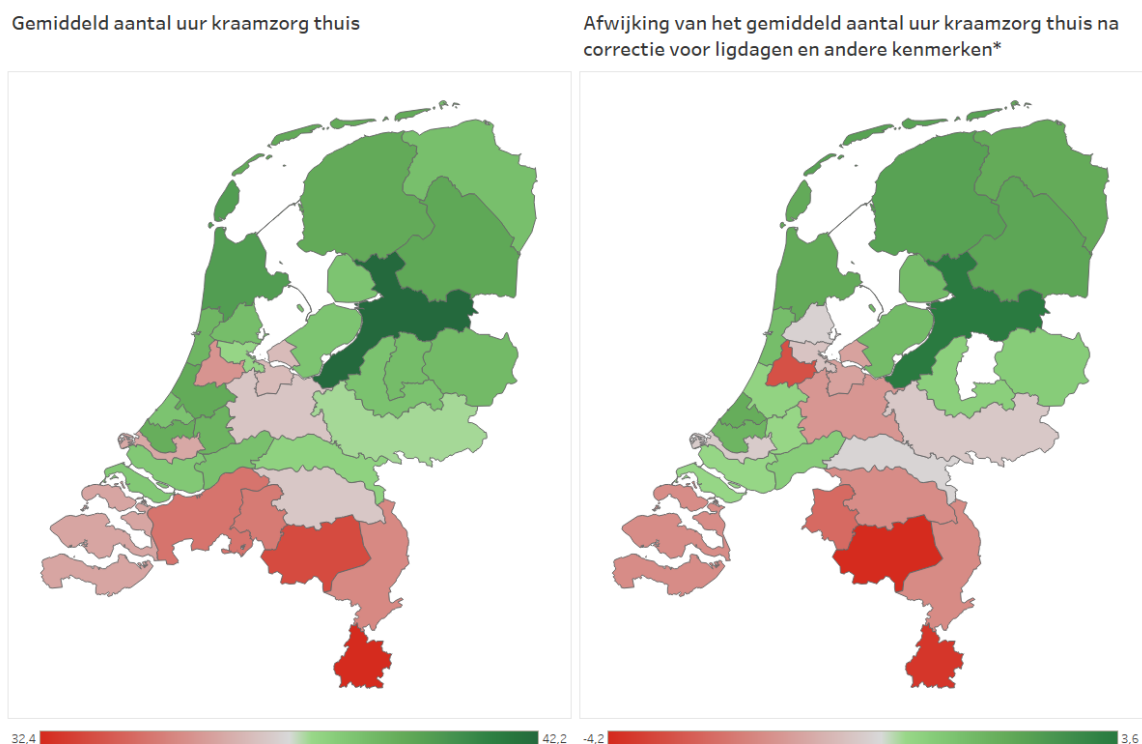 Gemiddeld aantal uur kraamzorg thuis
Afwijking van het gemiddeld aantal uur kraamzorg thuis na
correctie voor ligdagen en andere kenmerken*
32,4
42,2
-4,2
3,6